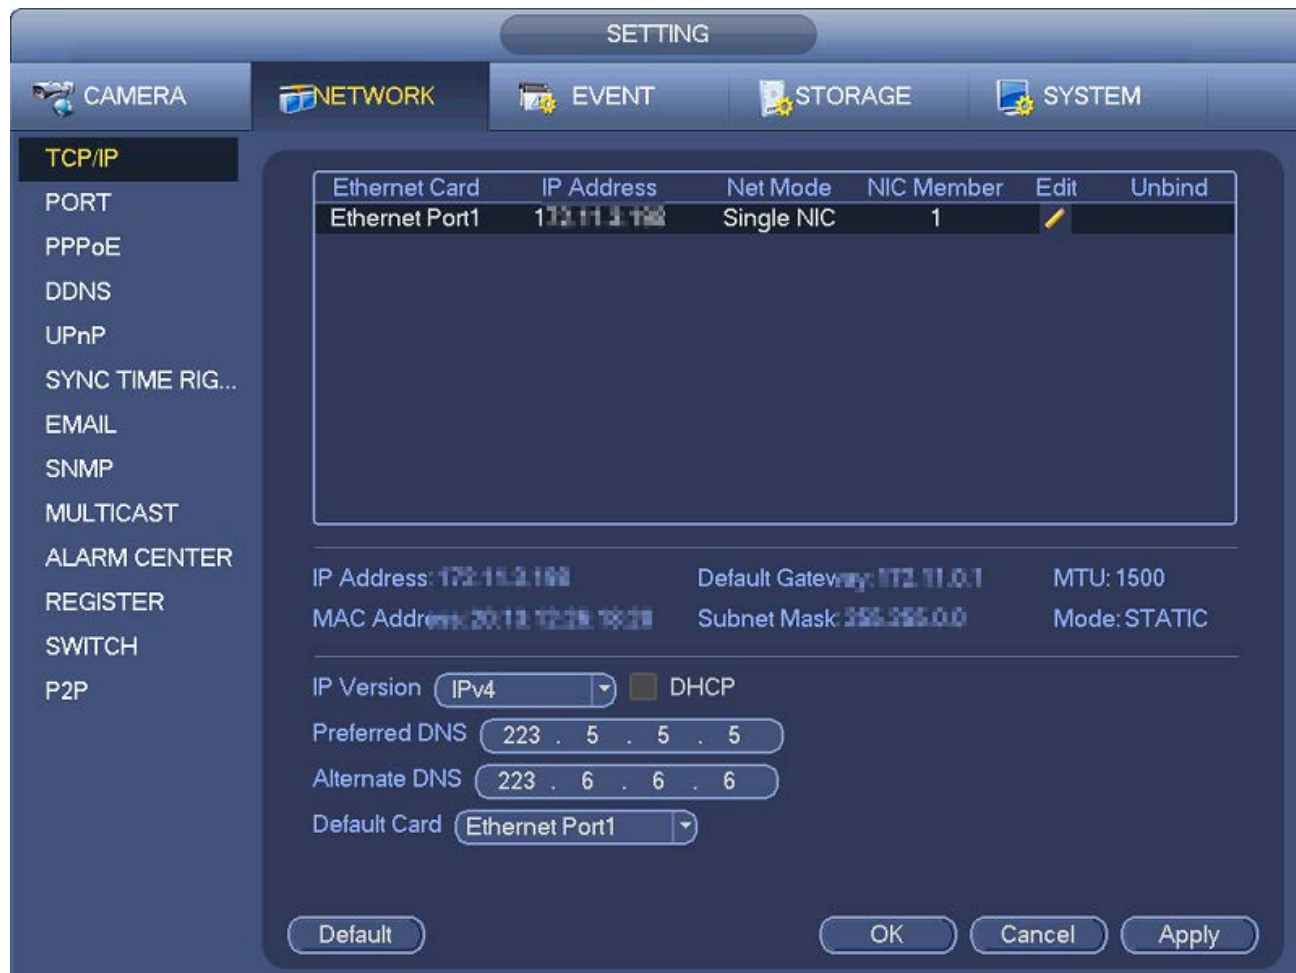 SETTING
CAMERA NETWORK EVENT STORAGE SYSTEM
TCP/IP
PORT
PPPoE
DDNS
UPnP
SYNC TIME RIG...
EMAIL
SNMP
MULTICAST
ALARM CENTER
REGISTER
SWITCH
P2P
Ethernet Card IP Address Net Mode NIC Member Edit Unbind
Ethernet Port1 Single NIC 1
IP Address: Default Gateway: MTU: 1500
MAC Address: Subnet Mask: Mode: STATIC
IP Version IPv4 DHCP
Preferred DNS 223 . 5 . 5 . 5
Alternate DNS 223 . 6 . 6 . 6
Default Card Ethernet Port1
Default OK Cancel Apply